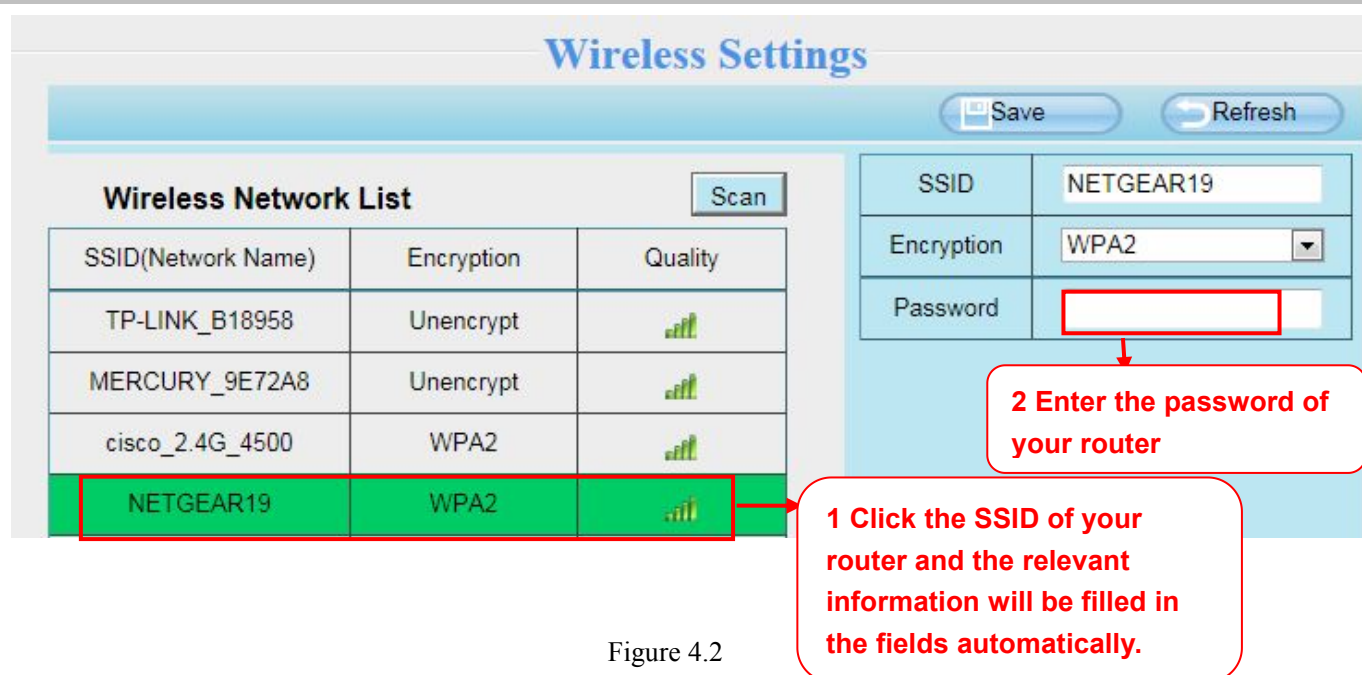 Wireless Settings
Save Refresh
Wireless Network List Scan
SSID(Network Name) Encryption Quality
TP-LINK_B18958 Unencrypt
MERCURY_9E72A8 Unencrypt
cisco_2.4G_4500 WPA2
NETGEAR19 WPA2
SSID NETGEAR19
Encryption WPA2
Password
2 Enter the password of
your router
1 Click the SSID of your
router and the relevant
information will be filled in
the fields automatically.
Figure 4.2